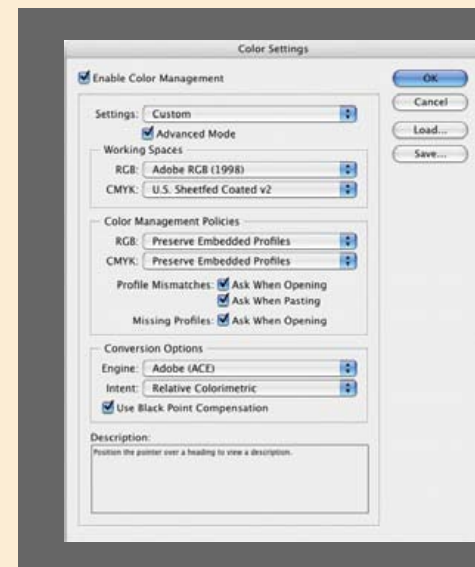 Color Settings
Enable Color Management
OK
Cancel
Load...
Save...
Settings: Custom
Advanced Mode
Working Spaces
RGB: Adobe RGB (1998)
CMYK: U.S. Sheetfed Coated v2
Color Management Policies
RGB: Preserve Embedded Profiles
CMYK: Preserve Embedded Profiles
Profile Mismatches: Ask When Opening
Ask When Pasting
Missing Profiles: Ask When Opening
Conversion Options
Engine: Adobe (ACE)
Intent: Relative Colorimetric
Use Black Point Compensation
Description:
Position the pointer over a heading to view a description.